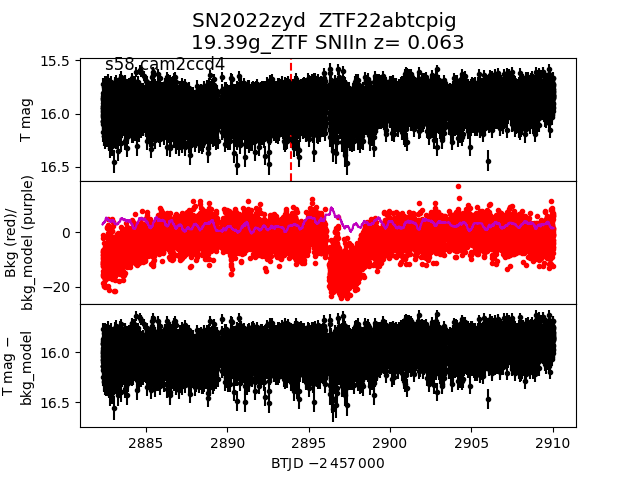 SN2022zyd ZTF22abtcpig
19.39g_ZTF SNIIn z= 0.063
s58 cam2ccd4
15.5
16.0
16.5
T mag
0
−20
Bkg (red)/
bkg_model (purple)
16.0
16.5
T mag −
bkg_model
2885 2890 2895 2900 2905 2910
BTJD −2 457 000